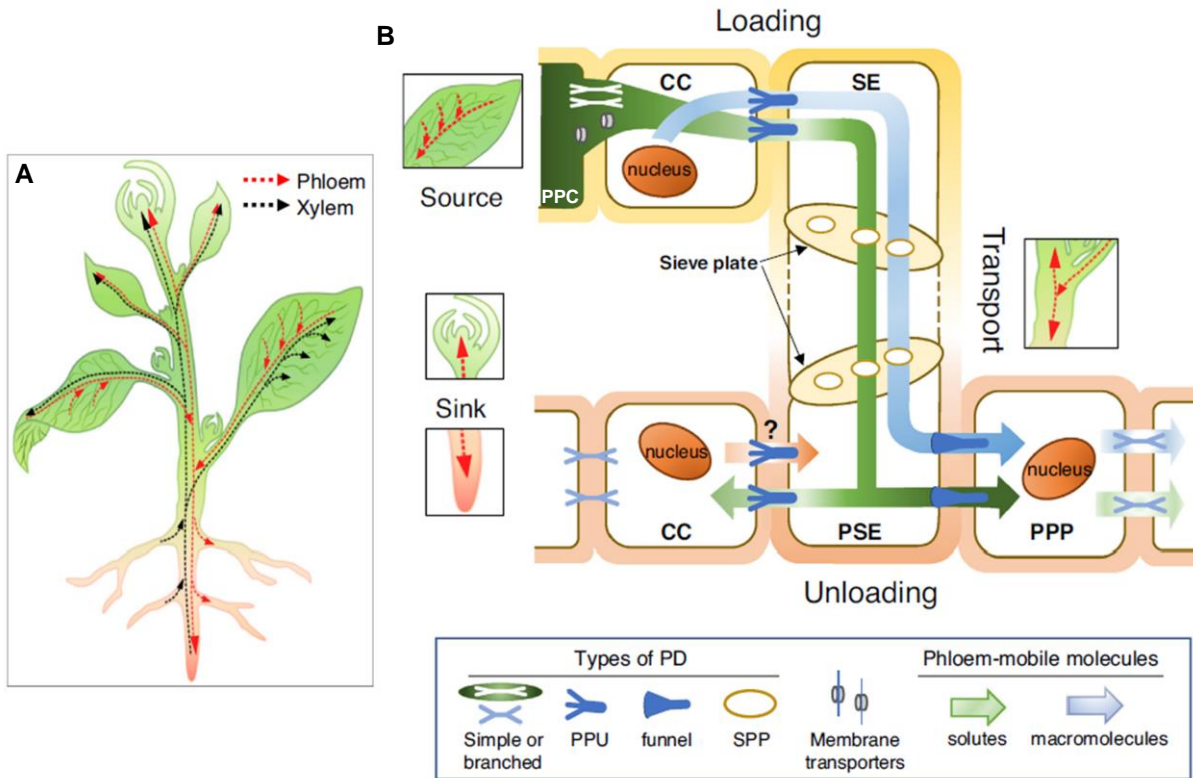 A
Phloem
Xylem
B
Loading
Source
PPC
CC
nucleus
SE
Sieve plate
Transport
Sink
nucleus
CC
?
PSE
nucleus
PPP
Unloading
Types of PD
Phloem-mobile molecules
Simple or
branched
PPU
funnel
SPP
Membrane
transporters
solutes
macromolecules